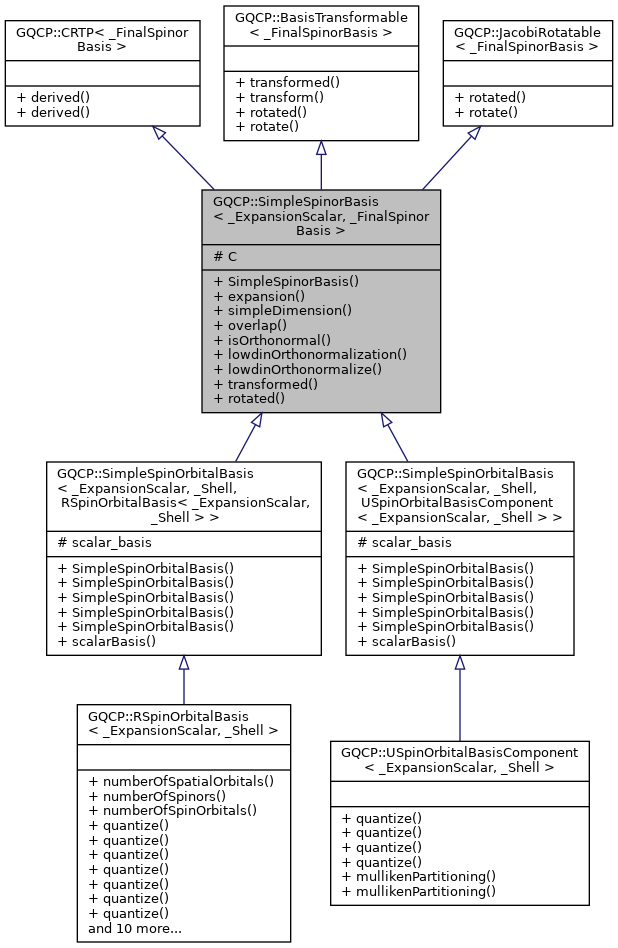 GQCP::CRTP< _FinalSpinor
Basis >
+ derived()
+ derived()
GQCP::BasisTransformable
< _FinalSpinorBasis >
+ transformed()
+ transform()
+ rotated()
+ rotate()
GQCP::JacobiRotatable
< _FinalSpinorBasis >
+ rotated()
+ rotate()
GQCP::SimpleSpinorBasis
< _ExpansionScalar, _FinalSpinor
Basis >
# C
+ SimpleSpinorBasis()
+ expansion()
+ simpleDimension()
+ overlap()
+ isOrthonormal()
+ lowdinOrthonormalization()
+ lowdinOrthonormalize()
+ transformed()
+ rotated()
GQCP::SimpleSpinOrbitalBasis
< _ExpansionScalar, _Shell,
RSpinOrbitalBasis< _ExpansionScalar,
_Shell > >
# scalar_basis
+ SimpleSpinOrbitalBasis()
+ SimpleSpinOrbitalBasis()
+ SimpleSpinOrbitalBasis()
+ SimpleSpinOrbitalBasis()
+ SimpleSpinOrbitalBasis()
+ scalarBasis()
GQCP::SimpleSpinOrbitalBasis
< _ExpansionScalar, _Shell,
USpinOrbitalBasisComponent
< _ExpansionScalar, _Shell > >
# scalar_basis
+ SimpleSpinOrbitalBasis()
+ SimpleSpinOrbitalBasis()
+ SimpleSpinOrbitalBasis()
+ SimpleSpinOrbitalBasis()
+ SimpleSpinOrbitalBasis()
+ scalarBasis()
GQCP::RSpinOrbitalBasis
< _ExpansionScalar, _Shell >
+ numberOfSpatialOrbitals()
+ numberOfSpinors()
+ numberOfSpinOrbitals()
+ quantize()
+ quantize()
+ quantize()
+ quantize()
+ quantize()
+ quantize()
+ quantize()
and 10 more...
GQCP::USpinOrbitalBasisComponent
< _ExpansionScalar, _Shell >
+ quantize()
+ quantize()
+ quantize()
+ quantize()
+ mullikenPartitioning()
+ mullikenPartitioning()